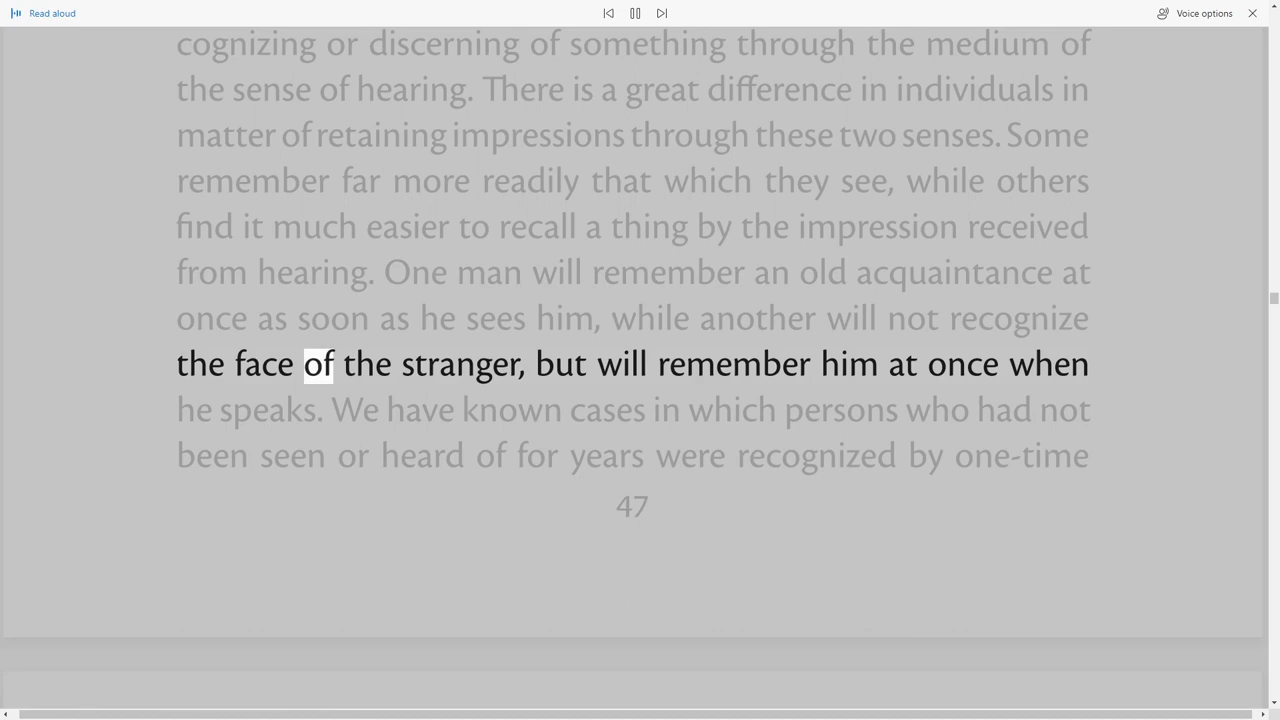 Read aloud
Voice options
cognizing or discerning of something through the medium of
the sense of hearing. There is a great difference in individuals in
matter of retaining impressions through these two senses. Some
remember far more readily that which they see, while others
find it much easier to recall a thing by the impression received
from hearing. One man will remember an old acquaintance at
once as soon as he sees him, while another will not recognize
the face of the stranger, but will remember him at once when
he speaks. We have known cases in which persons who had not
been seen or heard of for years were recognized by one-time
47